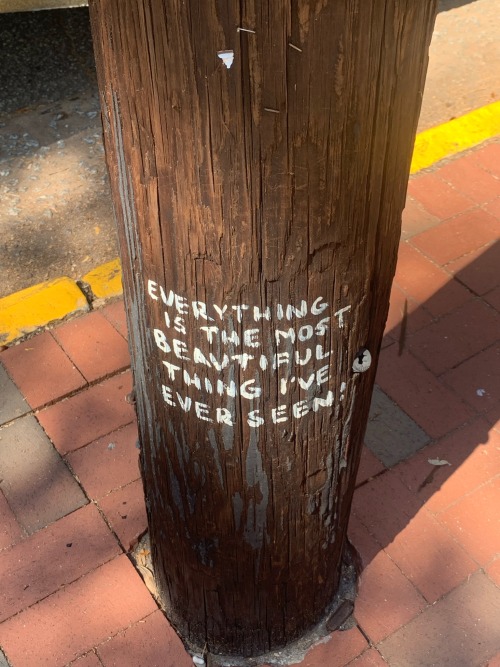 EVERYTHING
IS THE MOST
BEAUTIFUL
THING I'VE
EVER SEEN!